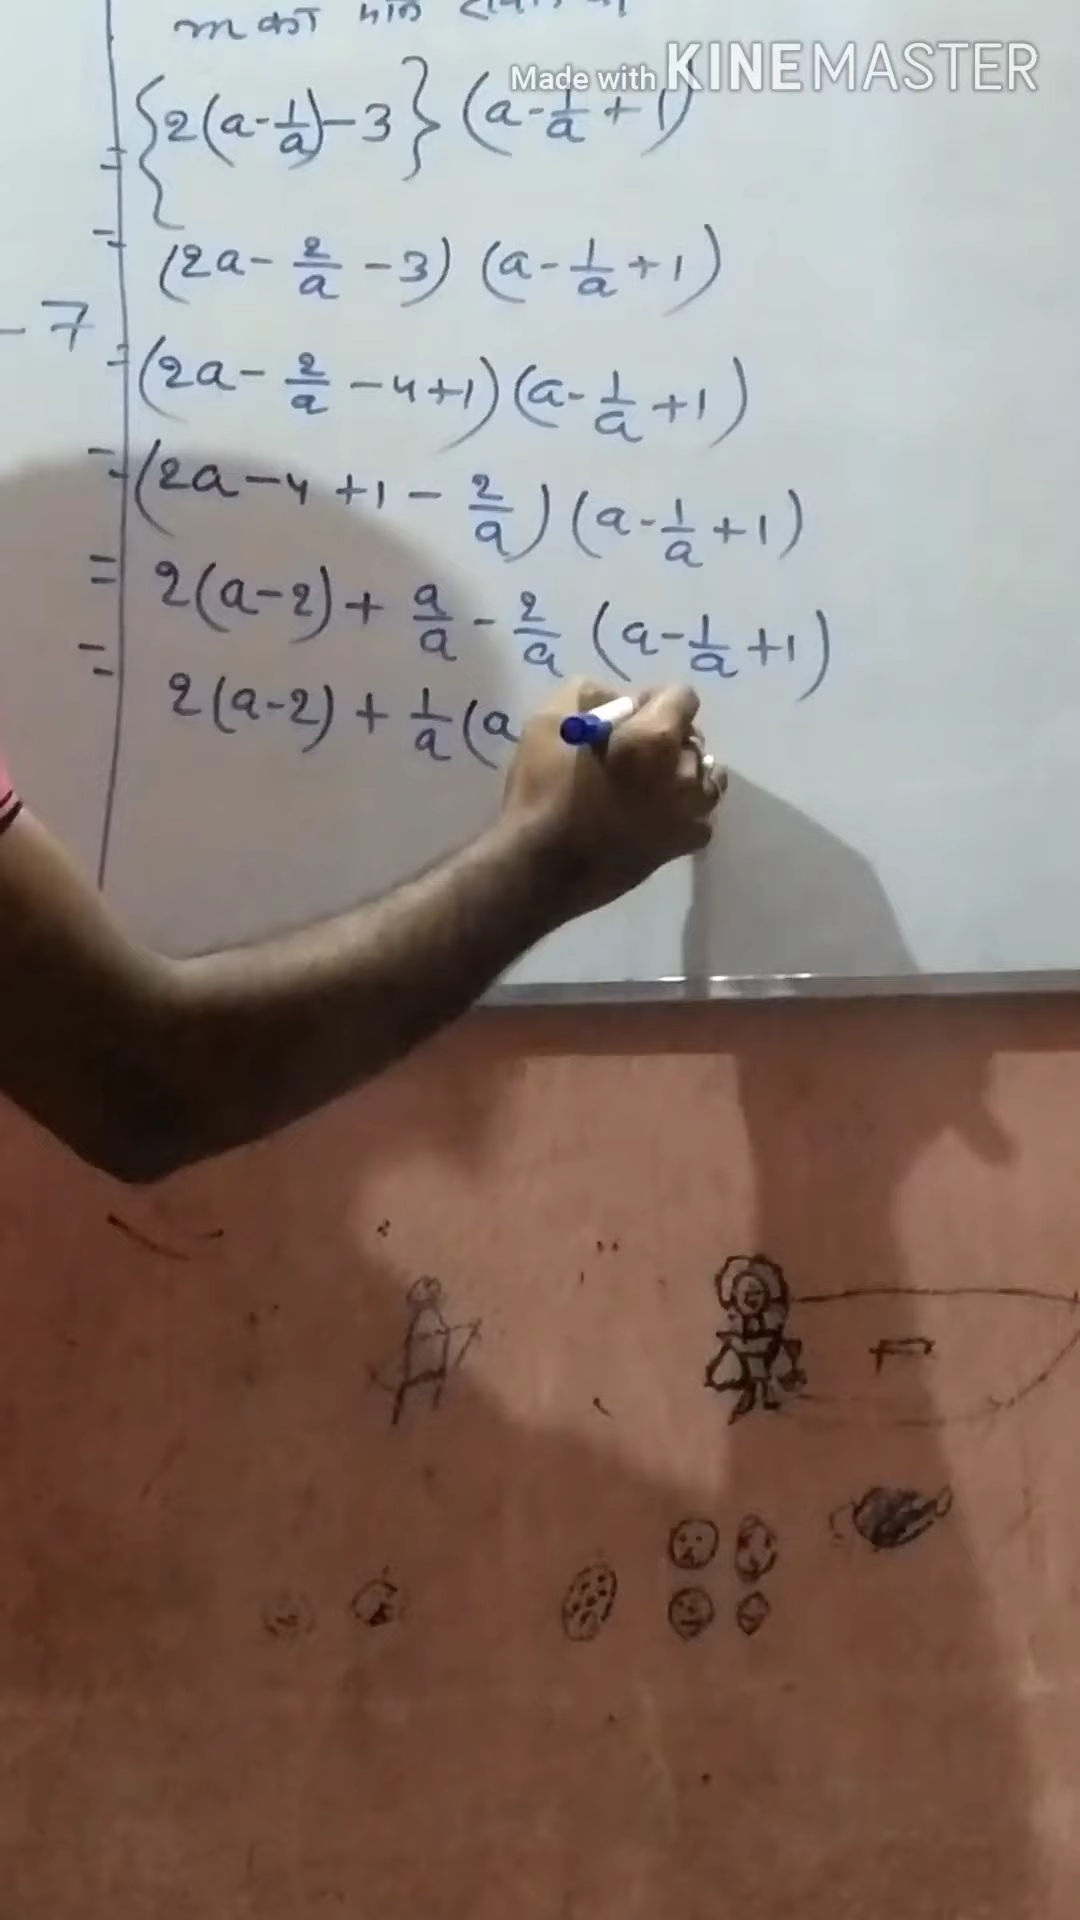 m का मान
Made with KINEMASTER
= {2(a-1/a)-3} (a-1/a+1)
= (2a-2/a-3) (a-1/a+1)
-7
= (2a-2/a-4+1)(a-1/a+1)
= (2a-4+1-2/a)(a-1/a+1)
= 2(a-2)+a/a-2/a (a-1/a+1)
= 2(a-2)+1/a(a